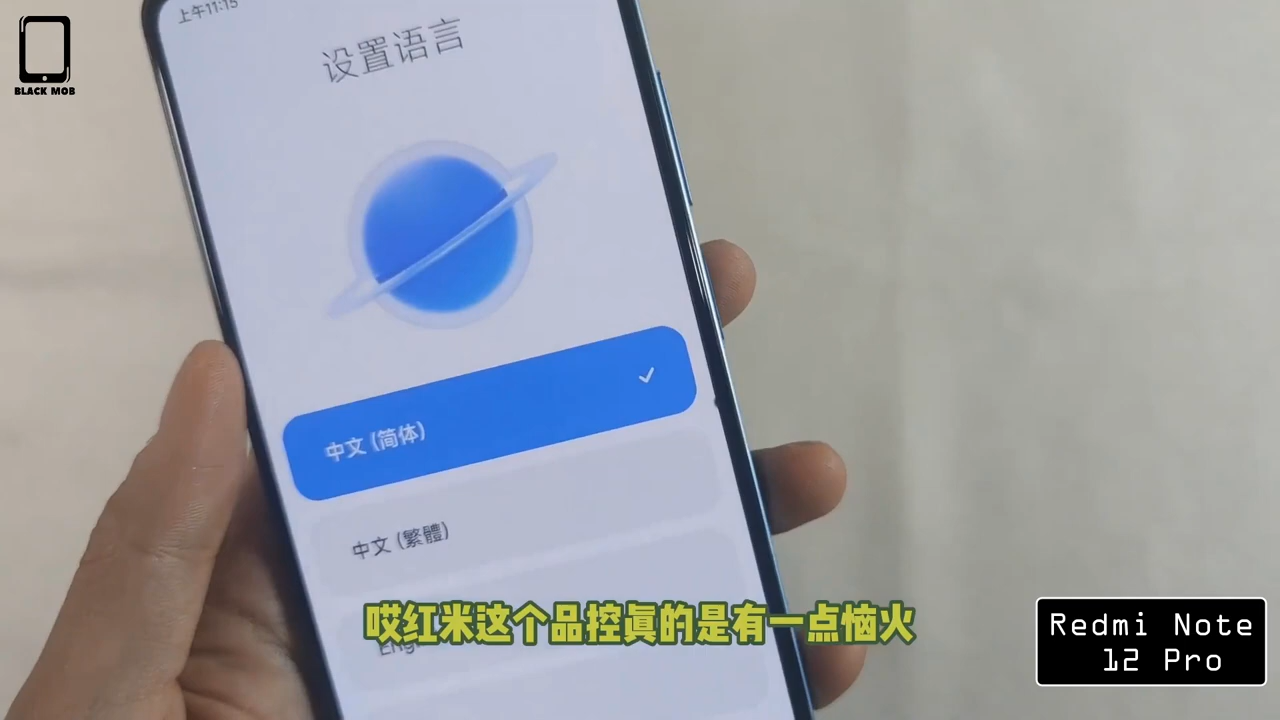 上午11:15
BLACK MOB
设置语言
中文 (简体)
中文 (繁體)
哎红米这个品控真的是有一点恼火
Redmi Note
12 Pro